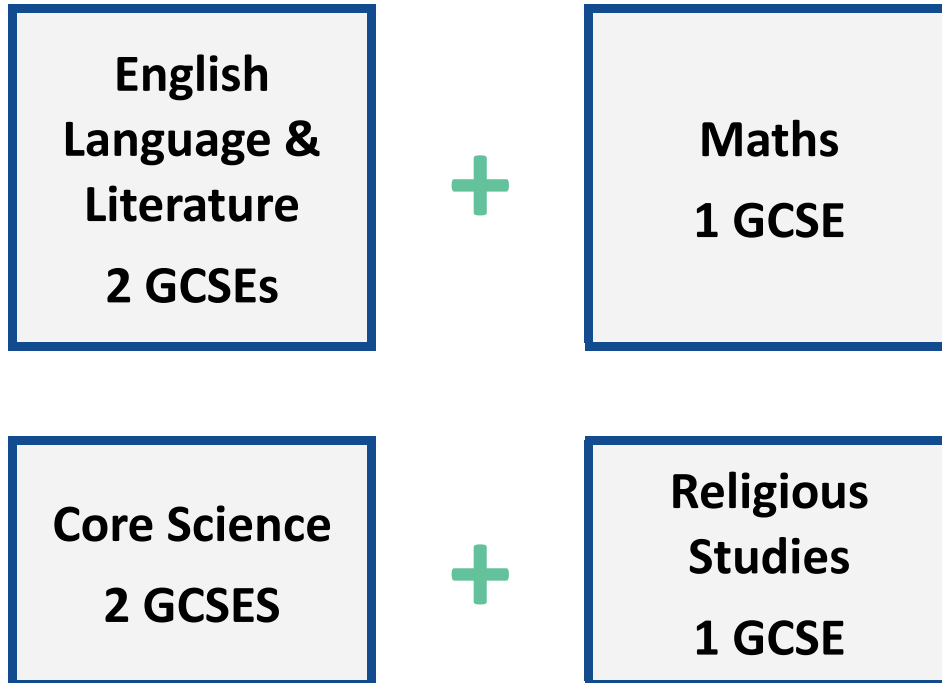 English
Language &
Literature
2 GCSEs
+
Maths
1 GCSE
Core Science
2 GCSES
+
Religious
Studies
1 GCSE